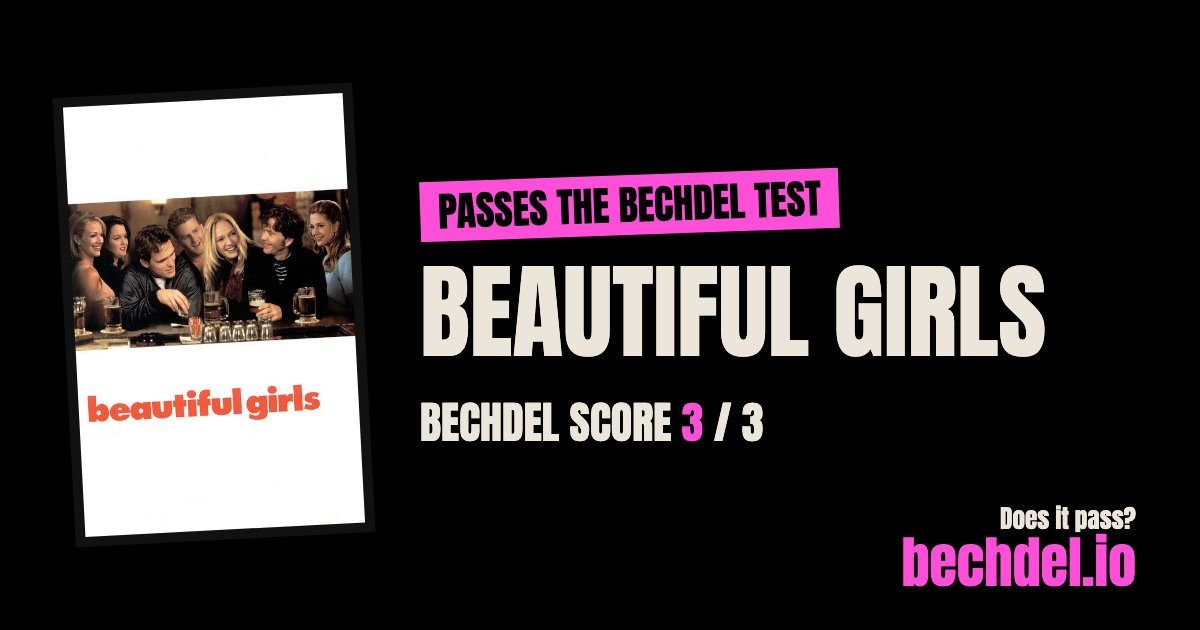 PASSES THE BECHDEL TEST
BEAUTIFUL GIRLS
BECHDEL SCORE 3 / 3
beautiful girls
Does it pass?
bechdel.io